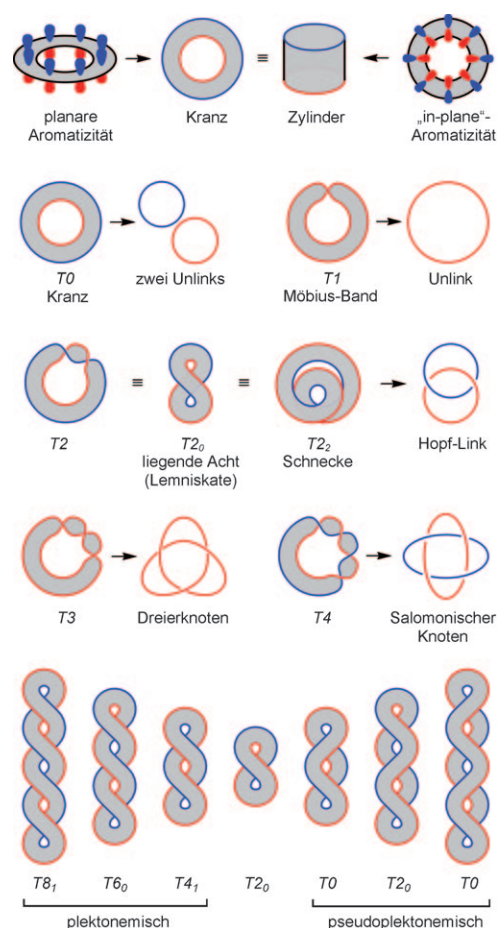 planare
Aromatizität
Kranz
≡
Zylinder
„in-plane“-
Aromatizität
T0
Kranz
zwei Unlinks
T1
Möbius-Band
Unlink
T2
≡
T2₀
liegende Acht
(Lemniskate)
≡
T2₂
Schnecke
Hopf-Link
T3
Dreierknoten
T4
Salomonischer
Knoten
T8₁ T6₀ T4₁ T2₀ T0 T2₀ T0
plektonemisch pseudoplektonemisch